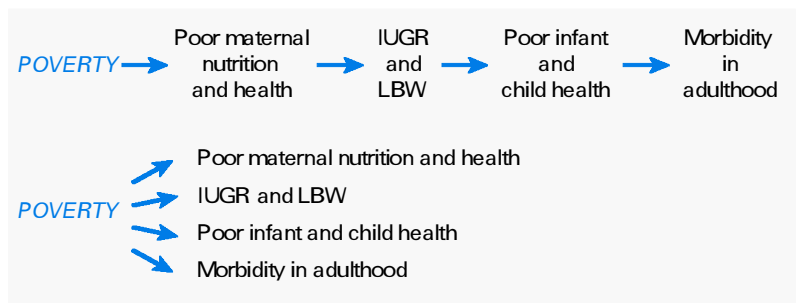 POVERTY
Poor maternal
nutrition
and health
IUGR
and
LBW
Poor infant
and
child health
Morbidity
in
adulthood
POVERTY
Poor maternal nutrition and health
IUGR and LBW
Poor infant and child health
Morbidity in adulthood